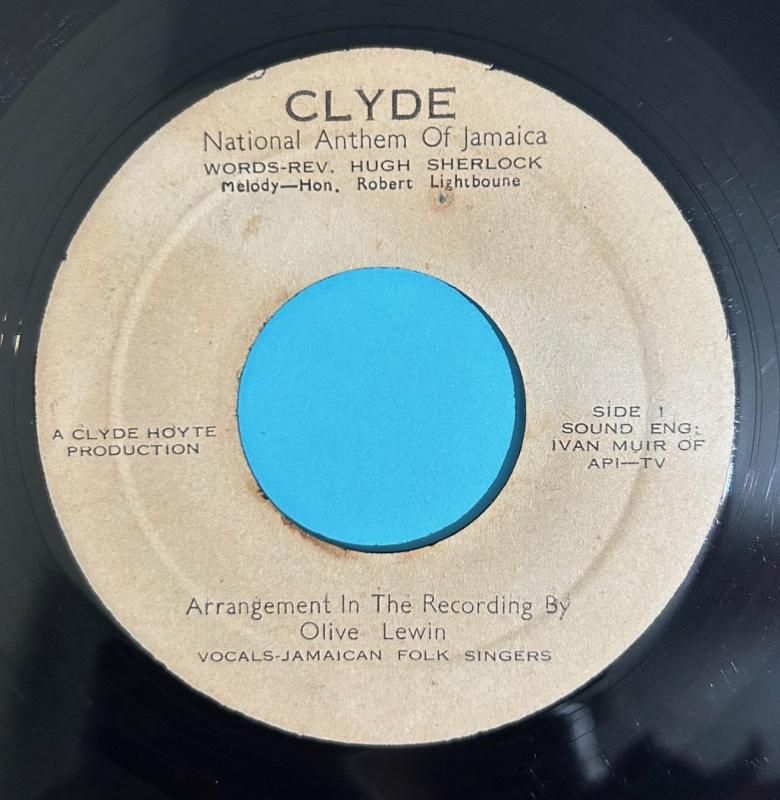 CLYDE
National Anthem Of Jamaica
WORDS-REV. HUGH SHERLOCK
Melody—Hon. Robert Lightboune
A CLYDE HOYTE
PRODUCTION
SIDE 1
SOUND ENG:
IVAN MUIR OF
API—TV
Arrangement In The Recording By
Olive Lewin
VOCALS-JAMAICAN FOLK SINGERS